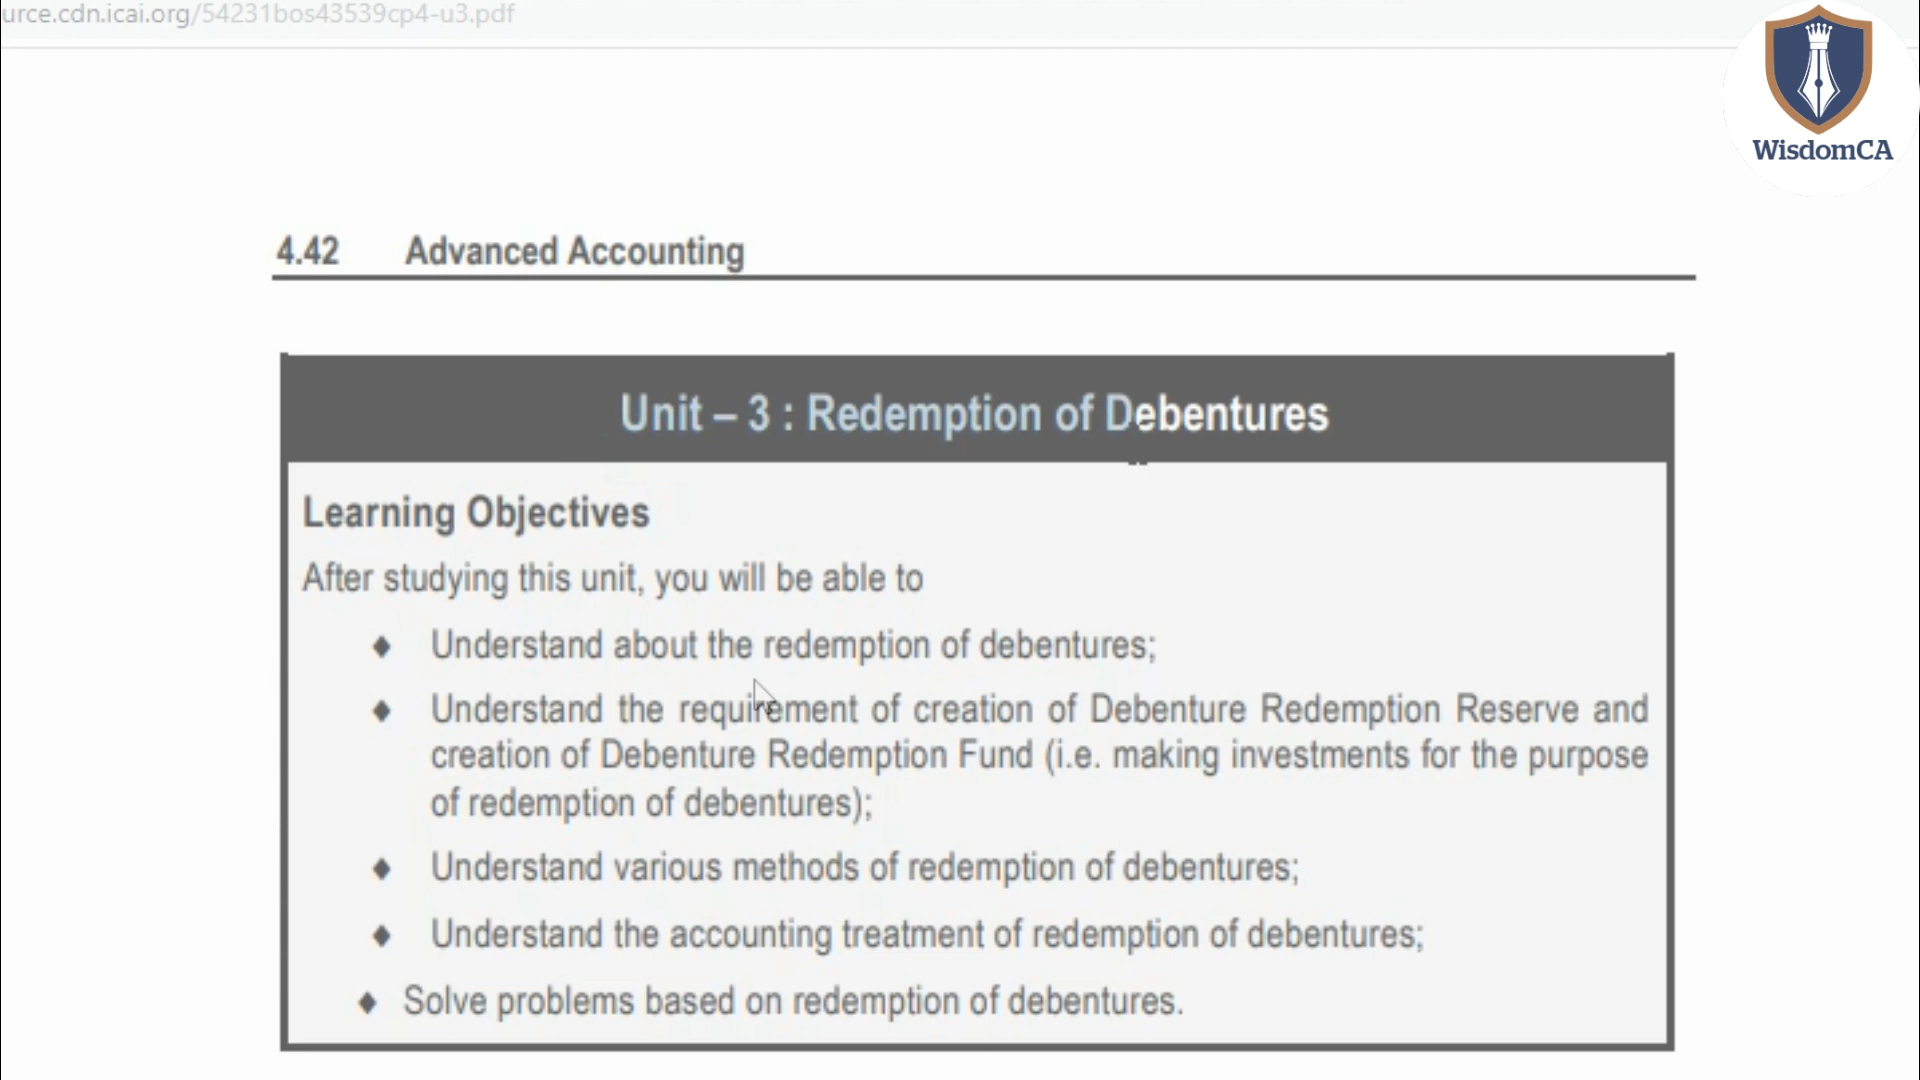 urce.cdn.icai.org/54231bos43539cp4-u3.pdf
WisdomCA
4.42 Advanced Accounting
Unit – 3 : Redemption of Debentures
Learning Objectives
After studying this unit, you will be able to
♦ Understand about the redemption of debentures;
♦ Understand the requirement of creation of Debenture Redemption Reserve and
creation of Debenture Redemption Fund (i.e. making investments for the purpose
of redemption of debentures);
♦ Understand various methods of redemption of debentures;
♦ Understand the accounting treatment of redemption of debentures;
♦ Solve problems based on redemption of debentures.